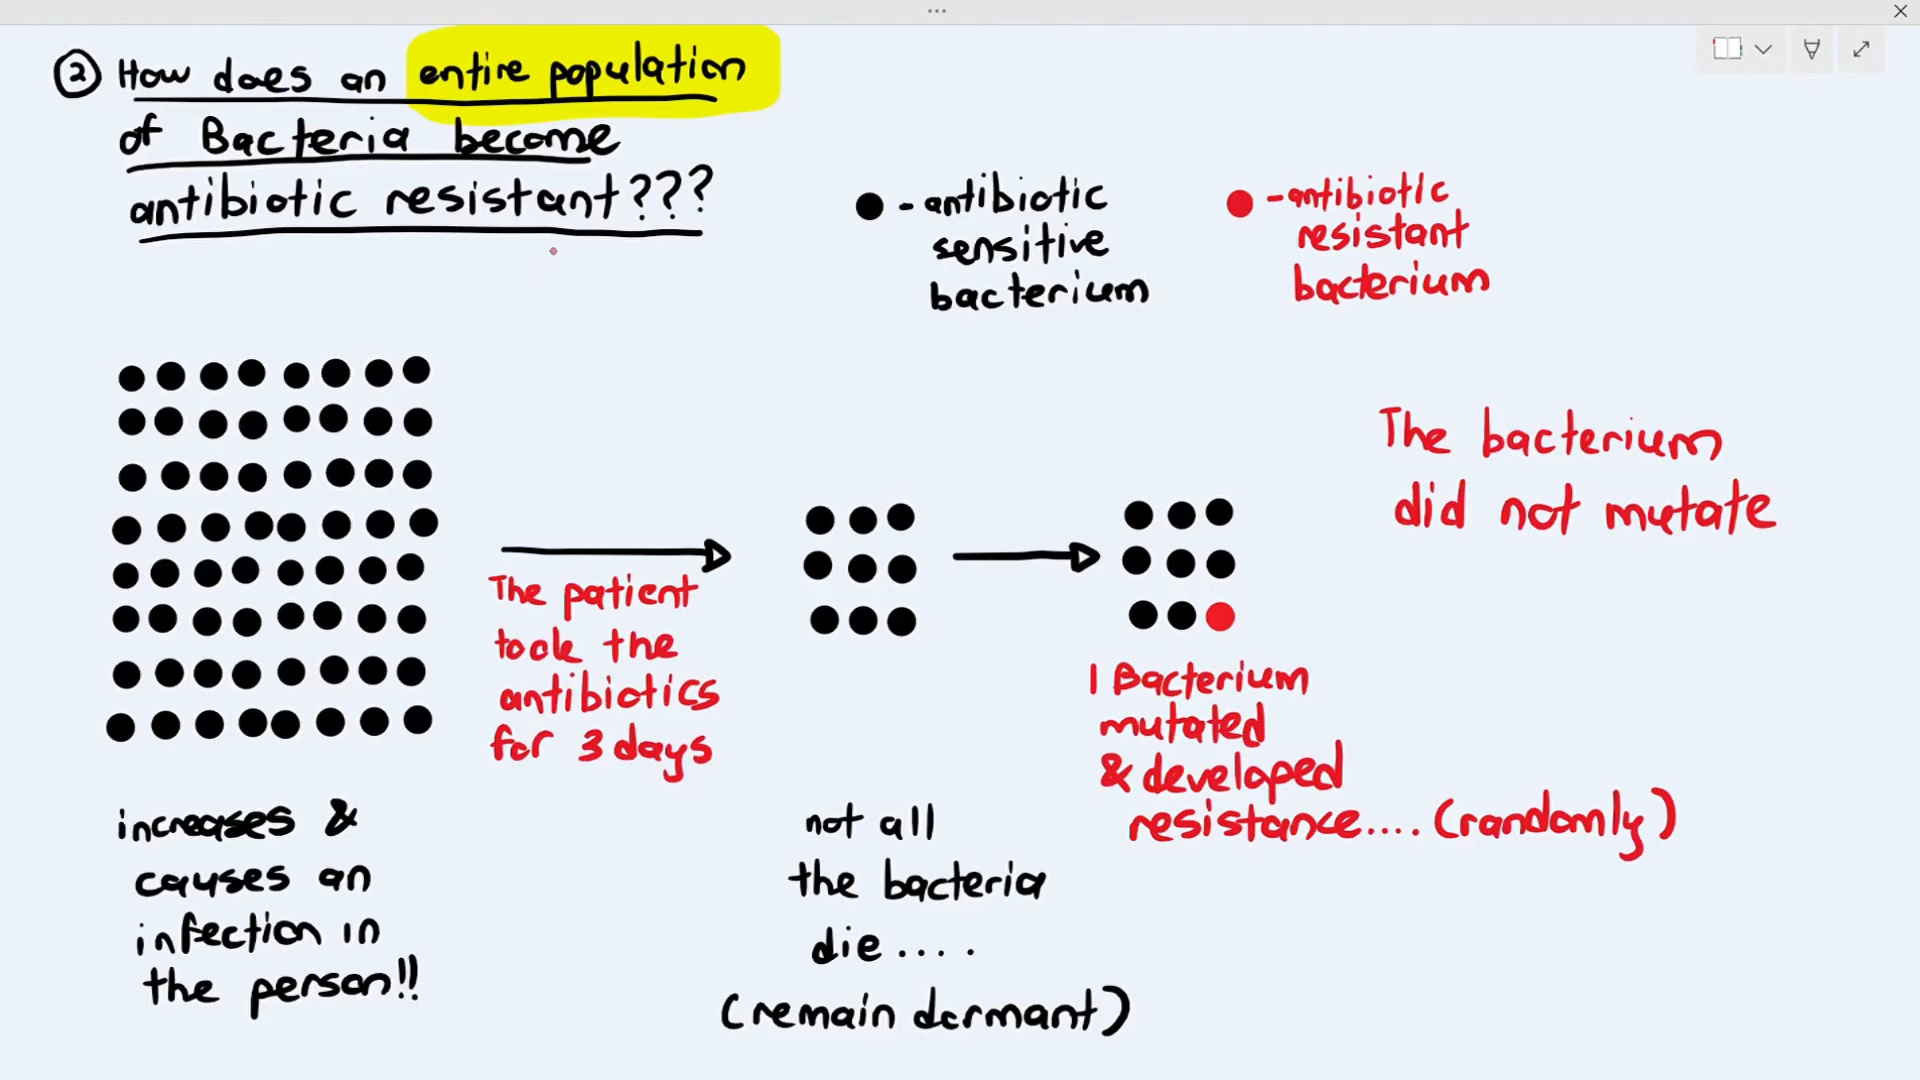 ② How does an entire population
of Bacteria become
antibiotic resistant???
- antibiotic
sensitive
bacterium
- antibiotic
resistant
bacterium
The bacterium
did not mutate
The patient
took the
antibiotics
for 3 days
1 Bacterium
mutated
& developed
resistance.... (randomly)
increases &
causes an
infection in
the person!!
not all
the bacteria
die ....
(remain dormant)